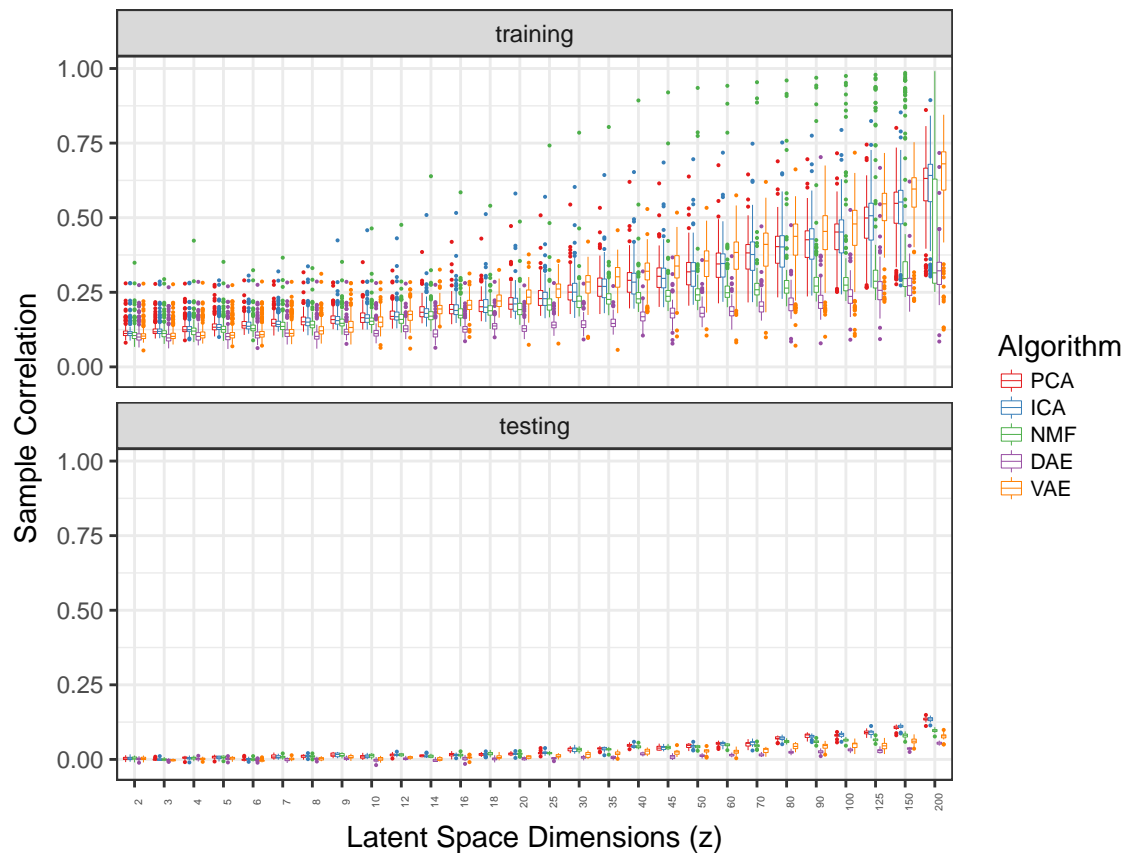 training
1.00
0.75
0.50
0.25
0.00
testing
1.00
0.75
0.50
0.25
0.00
Sample Correlation
2 3 4 5 6 7 8 9 10 12 14 16 18 20 25 30 35 40 45 50 60 70 80 90 100 125 150 200
Latent Space Dimensions (z)
Algorithm
PCA
ICA
NMF
DAE
VAE